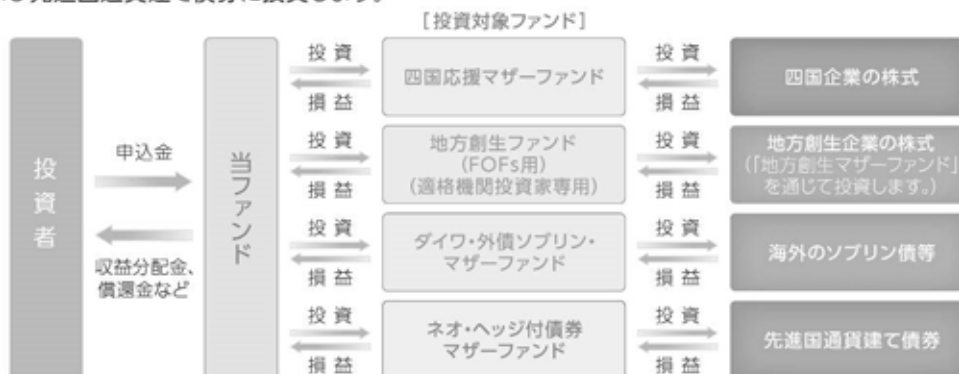 [投資対象ファンド]
投資者
申込金
収益分配金、
償還金など
当ファンド
投資
損益
四国応援マザーファンド
投資
損益
四国企業の株式
投資
損益
地方創生ファンド
(FOFs用)
(適格機関投資家専用)
投資
損益
地方創生企業の株式
(「地方創生マザーファンド」
を通じて投資します。)
投資
損益
ダイワ・外債ソブリン・
マザーファンド
投資
損益
海外のソブリン債等
投資
損益
ネオ・ヘッジ付債券
マザーファンド
投資
損益
先進国通貨建て債券